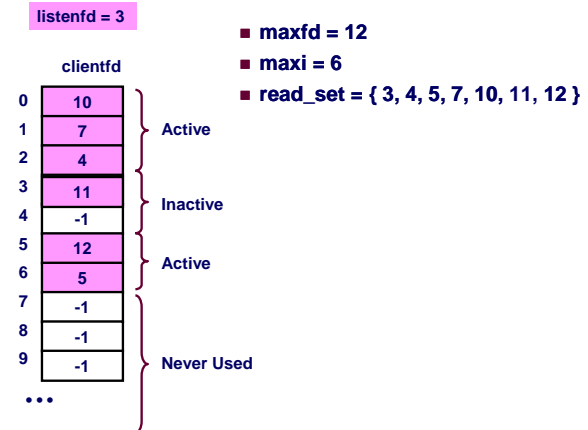 listenfd = 3
■ maxfd = 12
■ maxi = 6
■ read_set = { 3, 4, 5, 7, 10, 11, 12 }
clientfd
0 10
1 7
2 4
Active
3 11
4 -1
Inactive
5 12
6 5
Active
7 -1
8 -1
9 -1
Never Used
•••